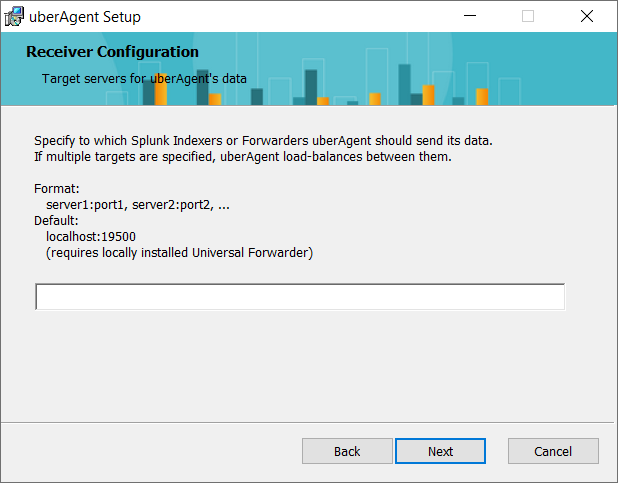 uberAgent Setup
Receiver Configuration
Target servers for uberAgent's data
Specify to which Splunk Indexers or Forwarders uberAgent should send its data.
If multiple targets are specified, uberAgent load-balances between them.
Format:
server1:port1, server2:port2, ...
Default:
localhost:19500
(requires locally installed Universal Forwarder)
Back
Next
Cancel